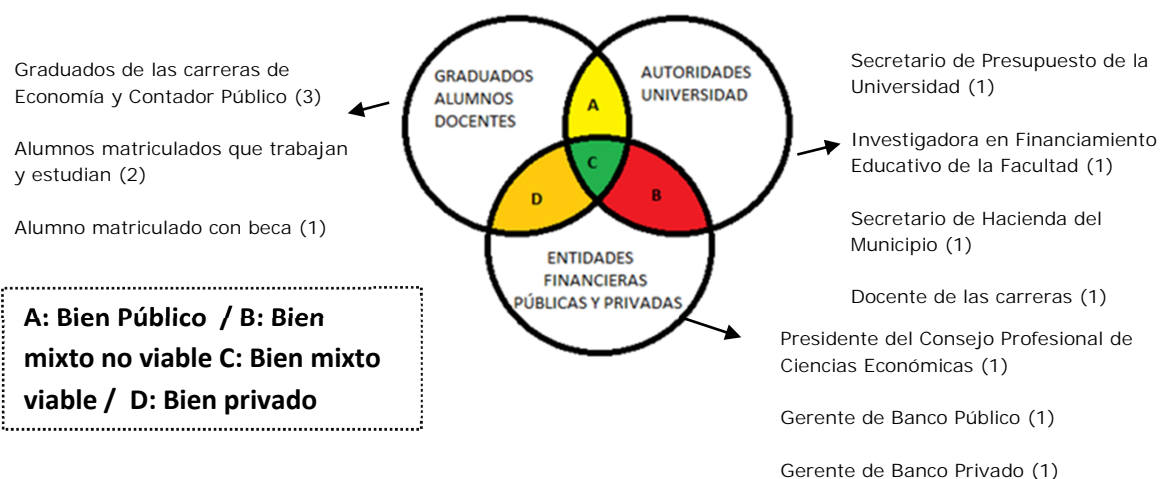 Graduados de las carreras de
Economía y Contador Público (3)
Alumnos matriculados que trabajan
y estudian (2)
Alumno matriculado con beca (1)
GRADUADOS
ALUMNOS
DOCENTES
AUTORIDADES
UNIVERSIDAD
A
C
D
B
ENTIDADES
FINANCIERAS
PÚBLICAS Y PRIVADAS
Secretario de Presupuesto de la
Universidad (1)
Investigadora en Financiamiento
Educativo de la Facultad (1)
Secretario de Hacienda del
Municipio (1)
Docente de las carreras (1)
Presidente del Consejo Profesional de
Ciencias Económicas (1)
Gerente de Banco Público (1)
Gerente de Banco Privado (1)
A: Bien Público / B: Bien
mixto no viable C: Bien mixto
viable / D: Bien privado